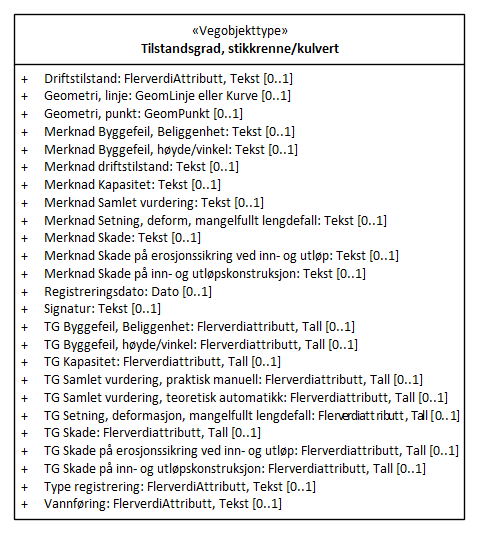 «Vegobjekttype»
Tilstandsgrad, stikkrenne/kulvert
+ Driftstilstand: FlerverdiAttributt, Tekst [0..1]
+ Geometri, linje: GeomLinje eller Kurve [0..1]
+ Geometri, punkt: GeomPunkt [0..1]
+ Merknad Byggefeil, Beliggenhet: Tekst [0..1]
+ Merknad Byggefeil, høyde/vinkel: Tekst [0..1]
+ Merknad driftstilstand: Tekst [0..1]
+ Merknad Kapasitet: Tekst [0..1]
+ Merknad Samlet vurdering: Tekst [0..1]
+ Merknad Setning, deform, mangelfullt lengdefall: Tekst [0..1]
+ Merknad Skade: Tekst [0..1]
+ Merknad Skade på erosjonssikring ved inn- og utløp: Tekst [0..1]
+ Merknad Skade på inn- og utløpskonstruksjon: Tekst [0..1]
+ Registreringsdato: Dato [0..1]
+ Signatur: Tekst [0..1]
+ TG Byggefeil, Beliggenhet: Flerverdiattributt, Tall [0..1]
+ TG Byggefeil, høyde/vinkel: Flerverdiattributt, Tall [0..1]
+ TG Kapasitet: Flerverdiattributt, Tall [0..1]
+ TG Samlet vurdering, praktisk manuell: Flerverdiattributt, Tall [0..1]
+ TG Samlet vurdering, teoretisk automatikk: Flerverdiattributt, Tall [0..1]
+ TG Setning, deformasjon, mangelfullt lengdefall: Flerverdiattributt, Tall [0..1]
+ TG Skade: Flerverdiattributt, Tall [0..1]
+ TG Skade på erosjonssikring ved inn- og utløp: Flerverdiattributt, Tall [0..1]
+ TG Skade på inn- og utløpskonstruksjon: Flerverdiattributt, Tall [0..1]
+ Type registrering: FlerverdiAttributt, Tekst [0..1]
+ Vannføring: FlerverdiAttributt, Tekst [0..1]